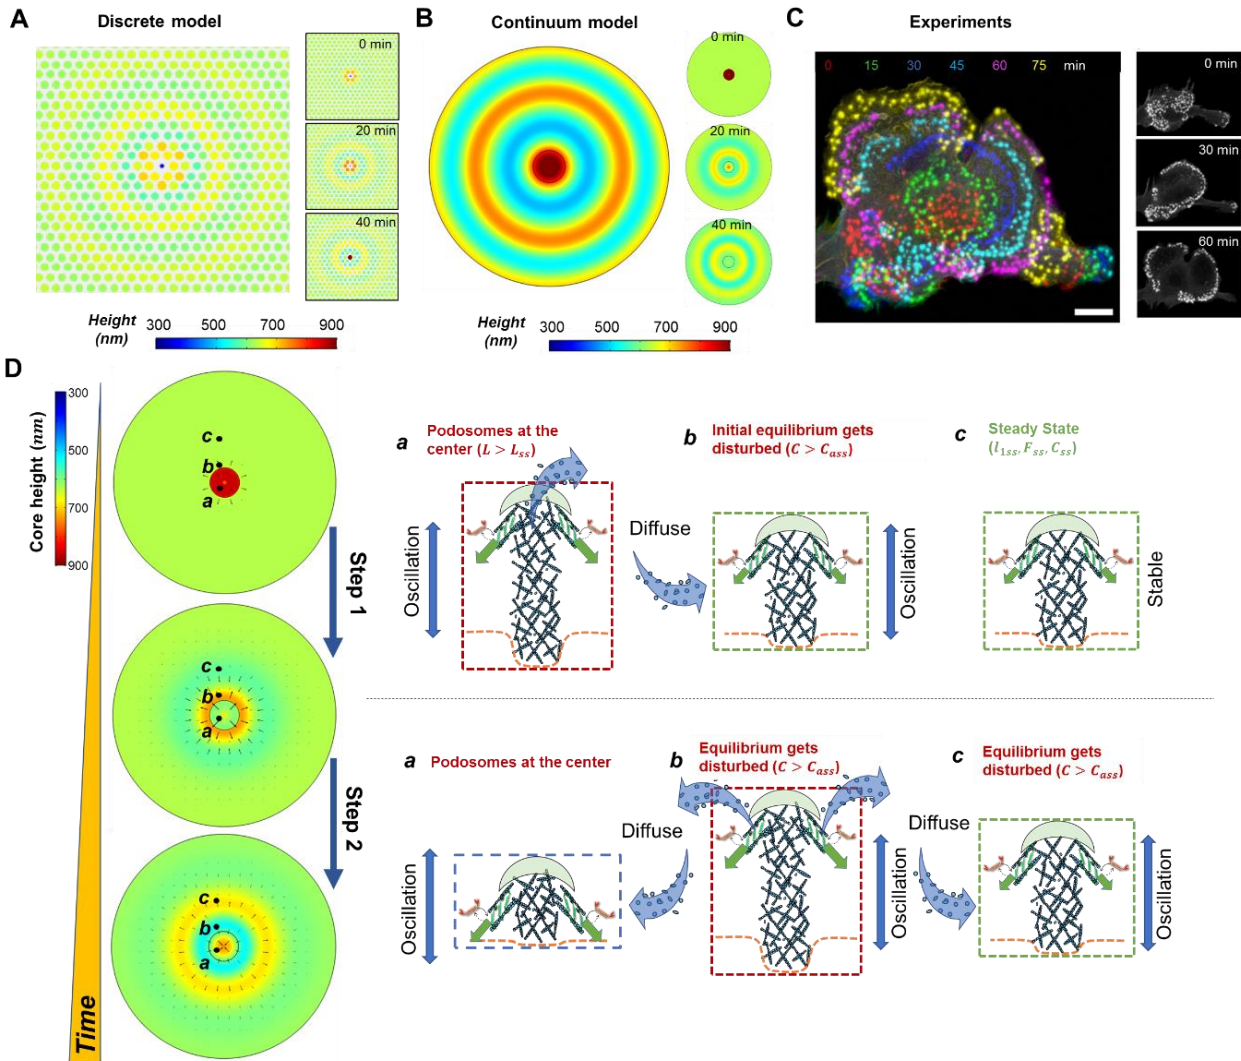 A
Discrete model
0 min
20 min
40 min
Height
(nm)
300 500 700 900
B
Continuum model
0 min
20 min
40 min
Height
(nm)
300 500 700 900
C
Experiments
0 15 30 45 60 75 min
0 min
30 min
60 min
D
Core height (nm)
300
500
700
900
c
b
a
Step 1
c
b
a
Step 2
c
b
a
Time
a
Podosomes at the
center (L > Lss)
Oscillation
Diffuse
b
Initial equilibrium gets
disturbed (C > Cass)
Oscillation
c
Steady State
(l1ss, Fss, Css)
Stable
a
Podosomes at the center
Oscillation
Diffuse
b
Equilibrium gets
disturbed (C > Cass)
Oscillation
Diffuse
c
Equilibrium gets
disturbed (C > Cass)
Oscillation